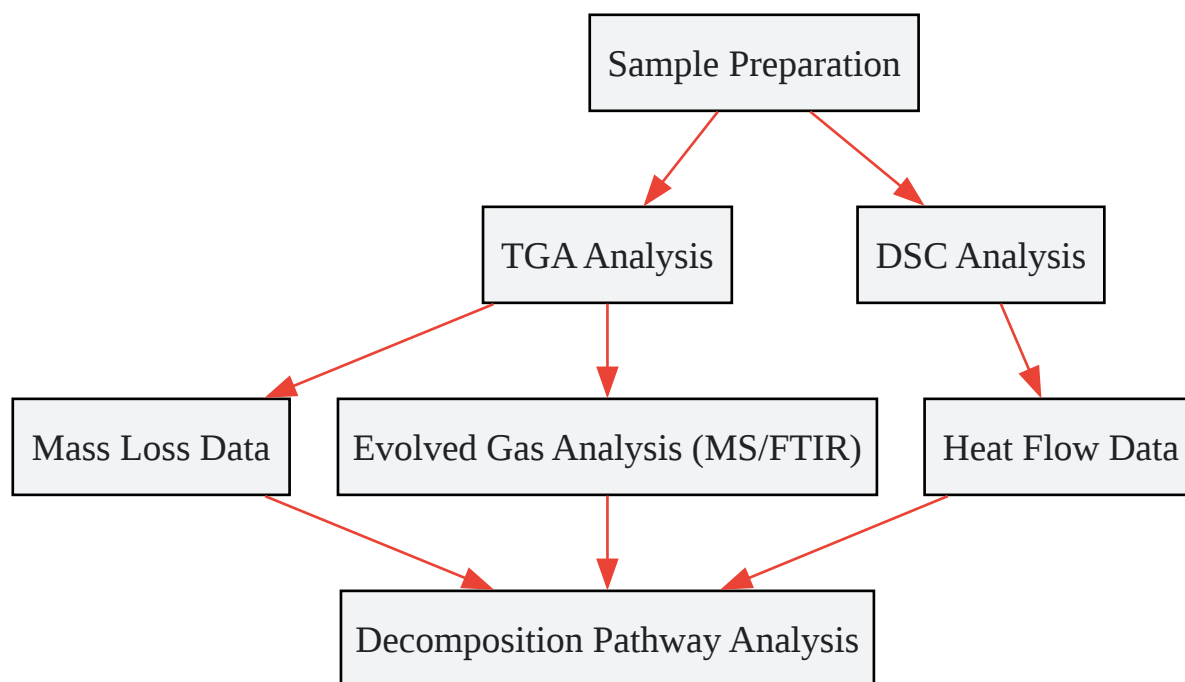 Sample Preparation
TGA Analysis
DSC Analysis
Mass Loss Data
Evolved Gas Analysis (MS/FTIR)
Heat Flow Data
Decomposition Pathway Analysis